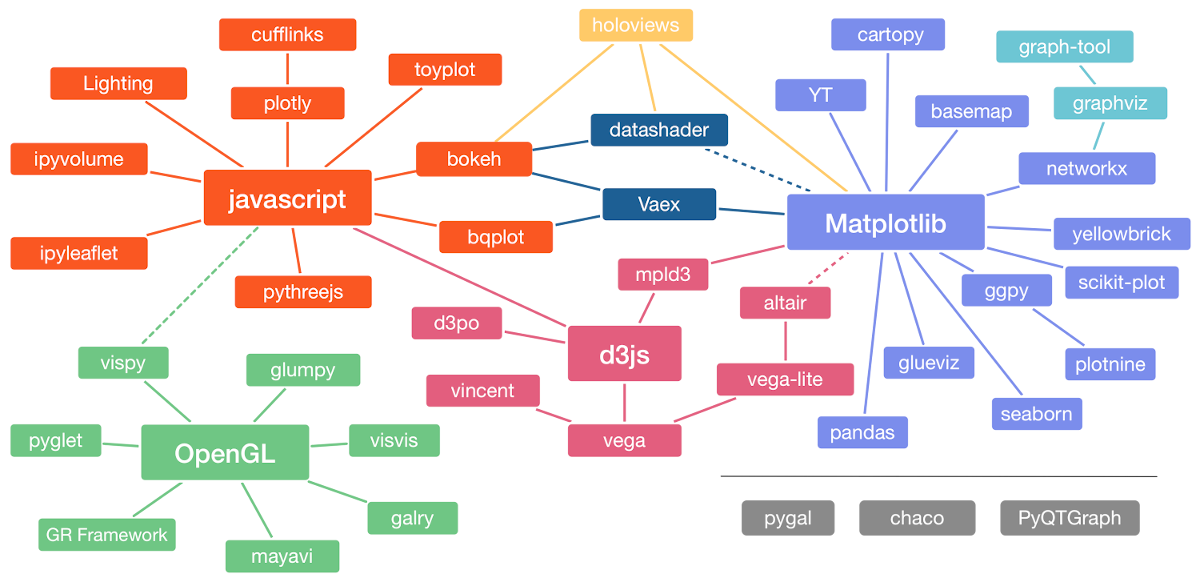 holoviews
cufflinks
cartopy
graph-tool
Lighting
toyplot
plotly
YT
graphviz
basemap
datashader
ipyvolume
bokeh
networkx
javascript
Vaex
Matplotlib
bqplot
yellowbrick
ipyleaflet
mpld3
scikit-plot
pythreejs
ggpy
altair
d3po
d3js
vispy
glumpy
glueviz
plotnine
vega-lite
vincent
seaborn
pandas
pyglet
OpenGL
visvis
vega
galry
pygal
chaco
PyQTGraph
GR Framework
mayavi